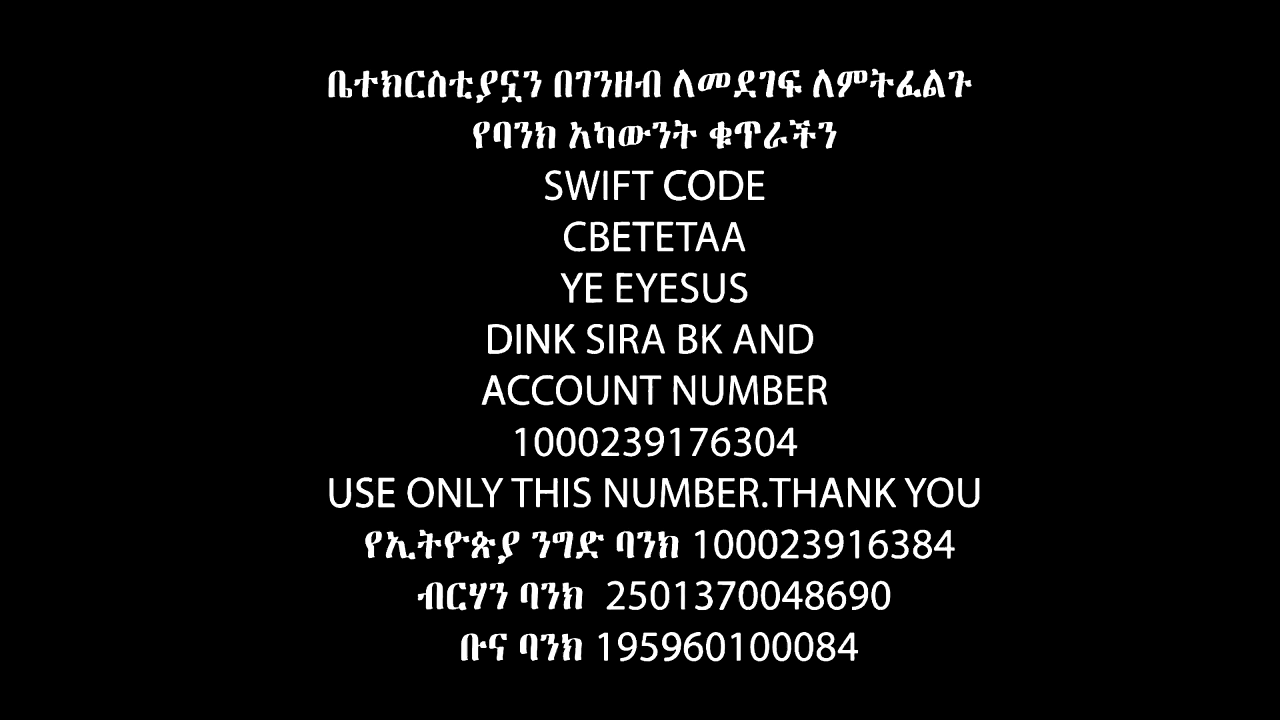 ቤተክርስቲያኗን በገንዘብ ለመደገፍ ለምትፈልጉ
የባንክ አካውንት ቁጥራችን
SWIFT CODE
CBETETAA
YE EYESUS
DINK SIRA BK AND
ACCOUNT NUMBER
1000239176304
USE ONLY THIS NUMBER.THANK YOU
የኢትዮጵያ ንግድ ባንክ 100023916384
ብርሃን ባንክ 2501370048690
ቡና ባንክ 195960100084